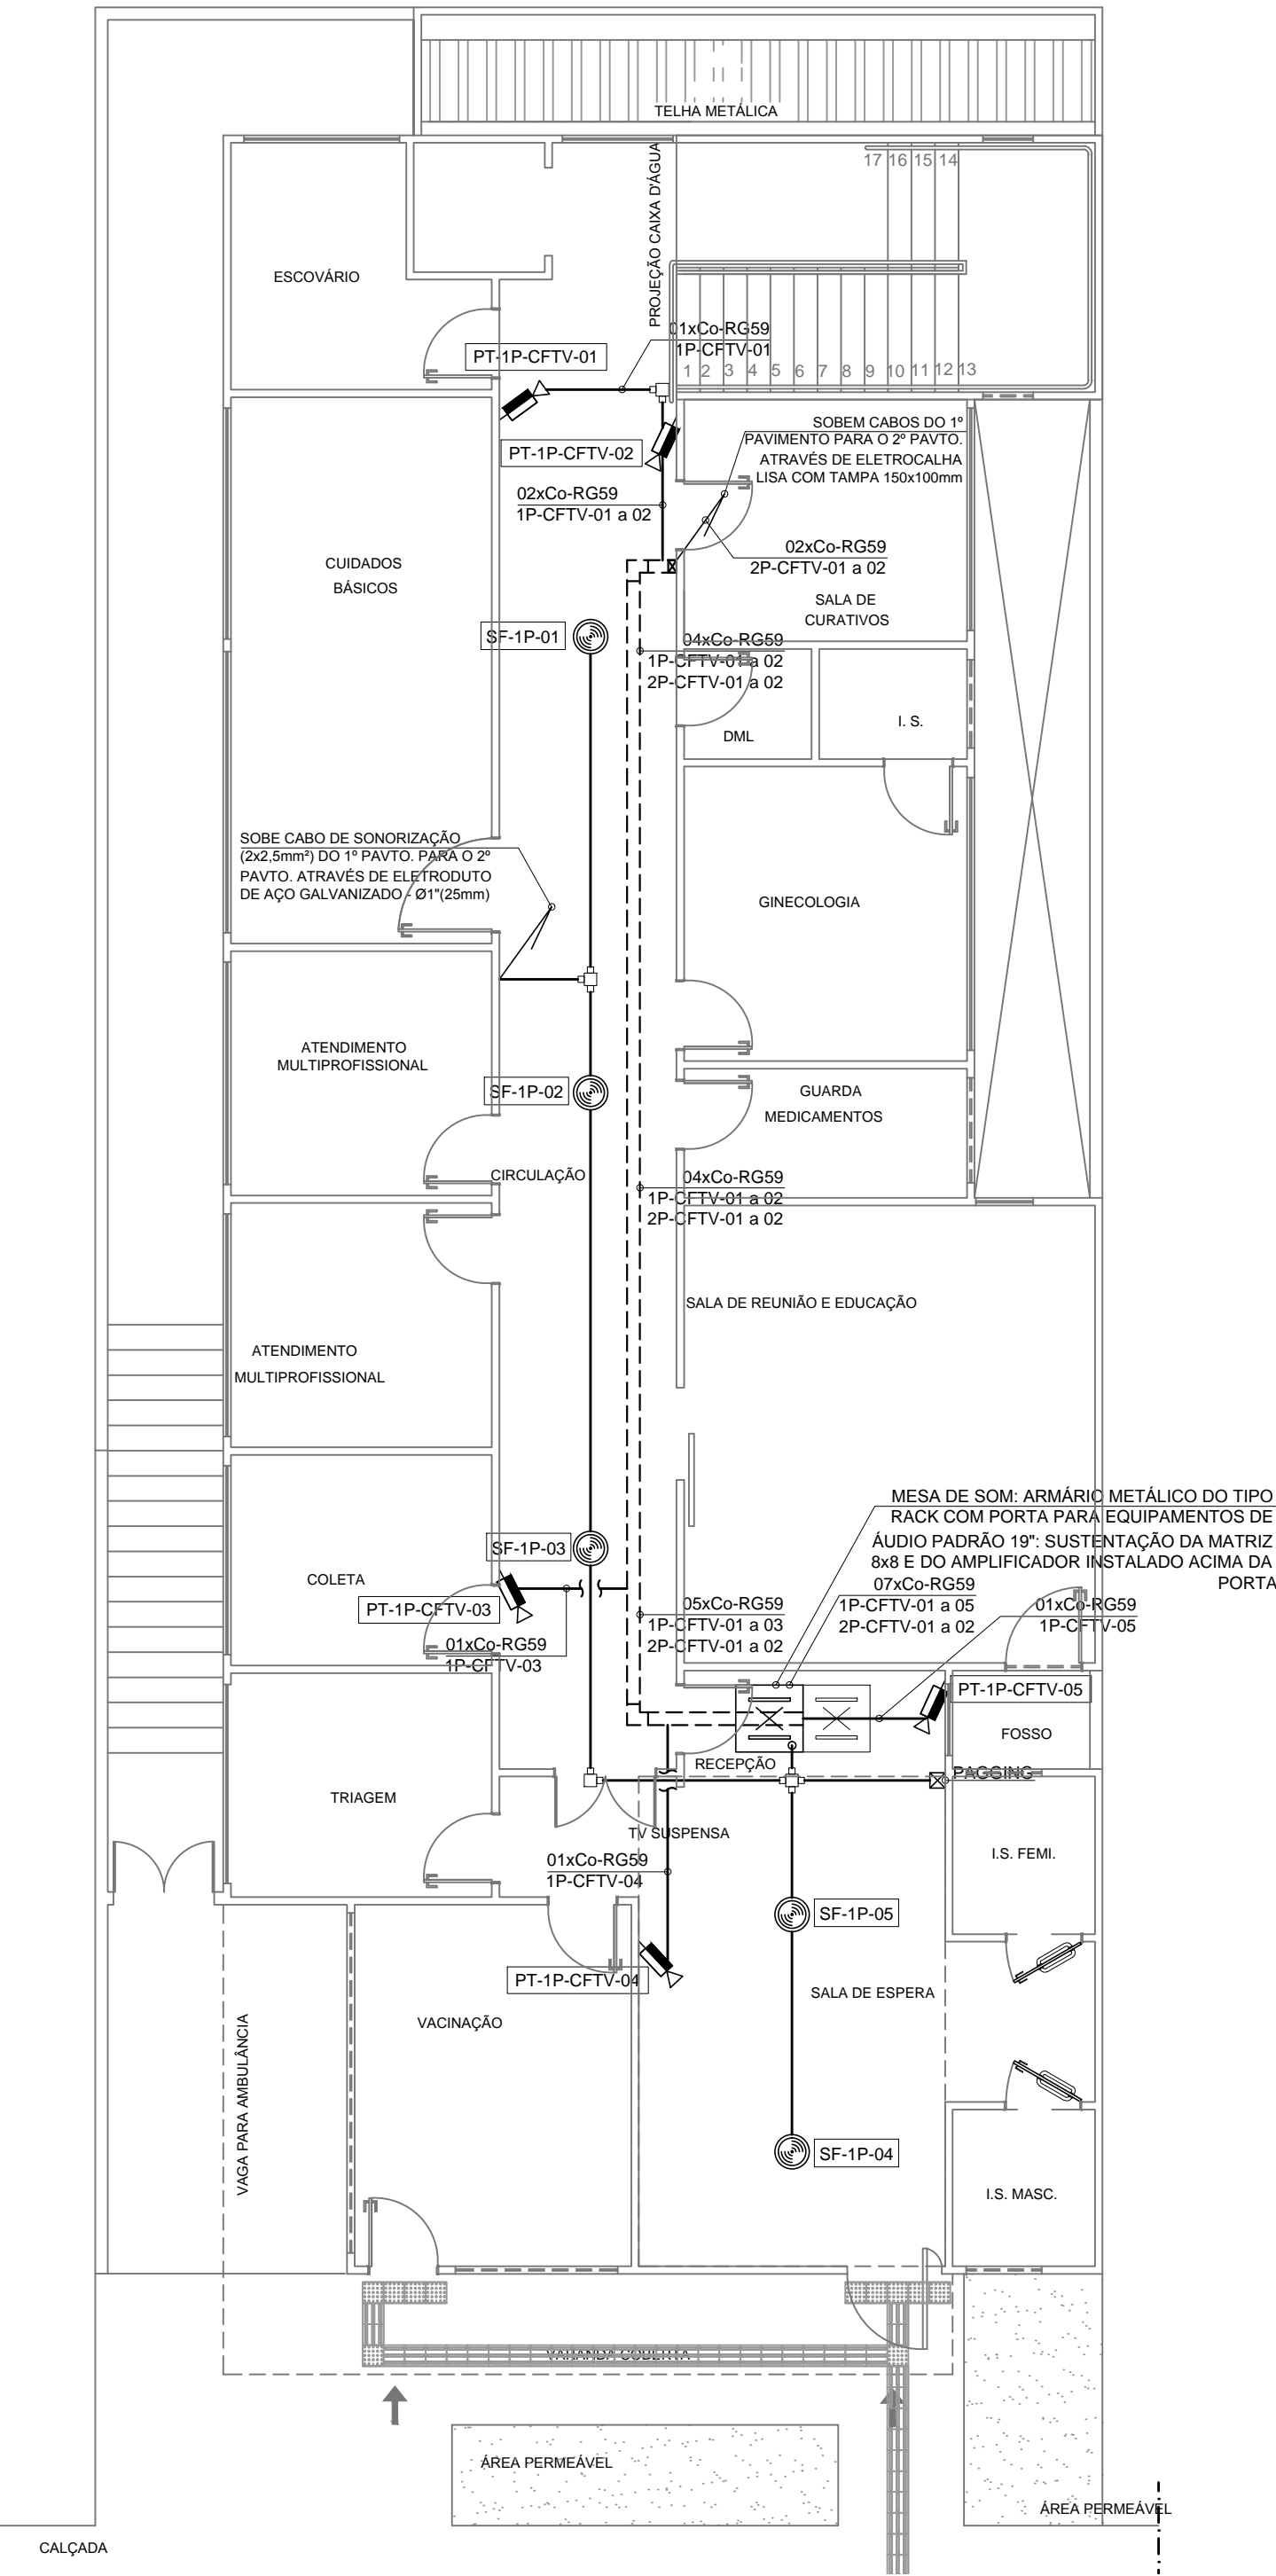 TELHA METÁLICA
PROJEÇÃO CAIXA D'ÁGUA
17 16 15 14
ESCOVÁRIO
01xCo-RG59
1P-CFTV-01
PT-1P-CFTV-01
1 2 3 4 5 6 7 8 9 10 11 12 13
SOBEM CABOS DO 1º
PAVIMENTO PARA O 2º PAVTO.
ATRAVÉS DE ELETROCALHA
LISA COM TAMPA 150x100mm
PT-1P-CFTV-02
02xCo-RG59
1P-CFTV-01 a 02
02xCo-RG59
2P-CFTV-01 a 02
CUIDADOS
BÁSICOS
SALA DE
CURATIVOS
SF-1P-01
04xCo-RG59
1P-CFTV-01 a 02
2P-CFTV-01 a 02
I. S.
DML
SOBE CABO DE SONORIZAÇÃO
(2x2,5mm²) DO 1º PAVTO. PARA O 2º
PAVTO. ATRAVÉS DE ELETRODUTO
DE AÇO GALVANIZADO - Ø1"(25mm)
GINECOLOGIA
ATENDIMENTO
MULTIPROFISSIONAL
SF-1P-02
GUARDA
MEDICAMENTOS
CIRCULAÇÃO
04xCo-RG59
1P-CFTV-01 a 02
2P-CFTV-01 a 02
SALA DE REUNIÃO E EDUCAÇÃO
ATENDIMENTO
MULTIPROFISSIONAL
MESA DE SOM: ARMÁRIO METÁLICO DO TIPO
RACK COM PORTA PARA EQUIPAMENTOS DE
ÁUDIO PADRÃO 19": SUSTENTAÇÃO DA MATRIZ
8x8 E DO AMPLIFICADOR INSTALADO ACIMA DA
PORTA
SF-1P-03
COLETA
PT-1P-CFTV-03
01xCo-RG59
1P-CFTV-03
05xCo-RG59
1P-CFTV-01 a 03
2P-CFTV-01 a 02
07xCo-RG59
1P-CFTV-01 a 05
2P-CFTV-01 a 02
01xCo-RG59
1P-CFTV-05
PT-1P-CFTV-05
FOSSO
RECEPÇÃO
PAGGING
TRIAGEM
TV SUSPENSA
I.S. FEMI.
01xCo-RG59
1P-CFTV-04
SF-1P-05
PT-1P-CFTV-04
SALA DE ESPERA
VACINAÇÃO
VAGA PARA AMBULÂNCIA
SF-1P-04
I.S. MASC.
VARANDA COBERTA
ÁREA PERMEÁVEL
ÁREA PERMEÁVEL
CALÇADA